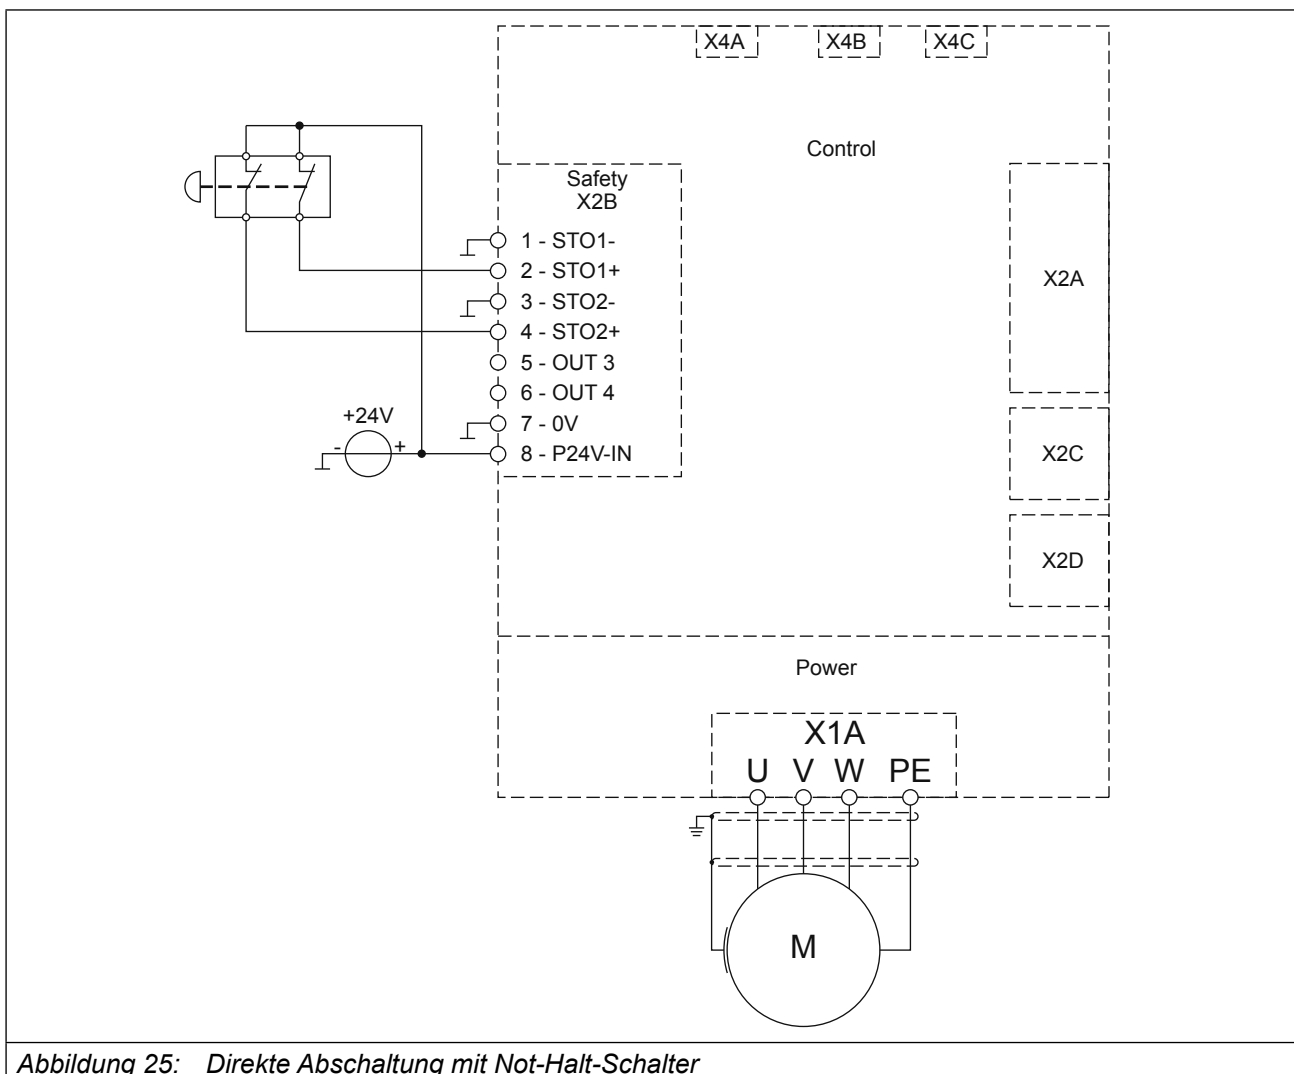 X4A X4B X4C
Control
Safety
X2B
1 - STO1-
2 - STO1+
3 - STO2-
4 - STO2+
5 - OUT 3
6 - OUT 4
7 - 0V
8 - P24V-IN
+24V
- +
X2A
X2C
X2D
Power
X1A
U V W PE
M
Abbildung 25: Direkte Abschaltung mit Not-Halt-Schalter